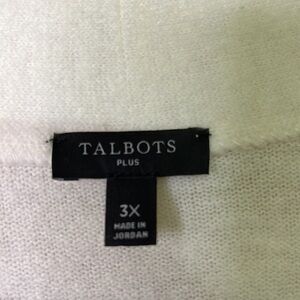 TALBOTS
PLUS
3X
MADE IN
JORDAN